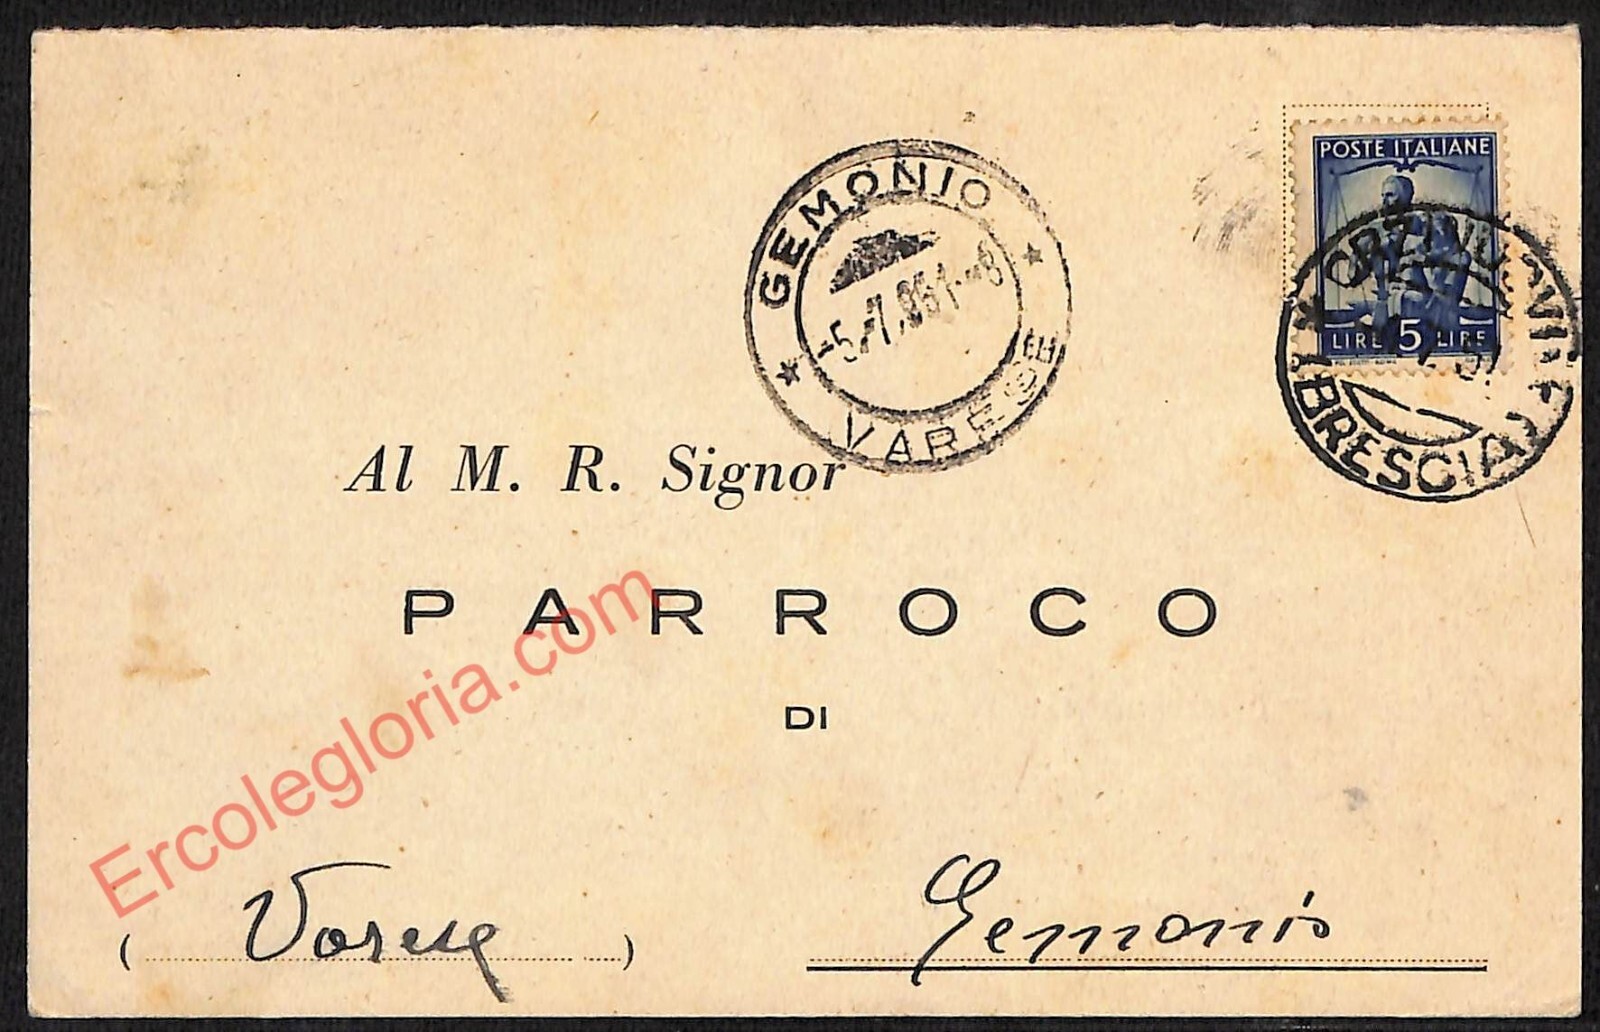 POSTE ITALIANE
LIRE 5 LIRE
BRESCIA
GEMONIO
VARESE
Al M. R. Signor
PARROCO
DI
Ercolegloria.com
( Varese )
Gemonio